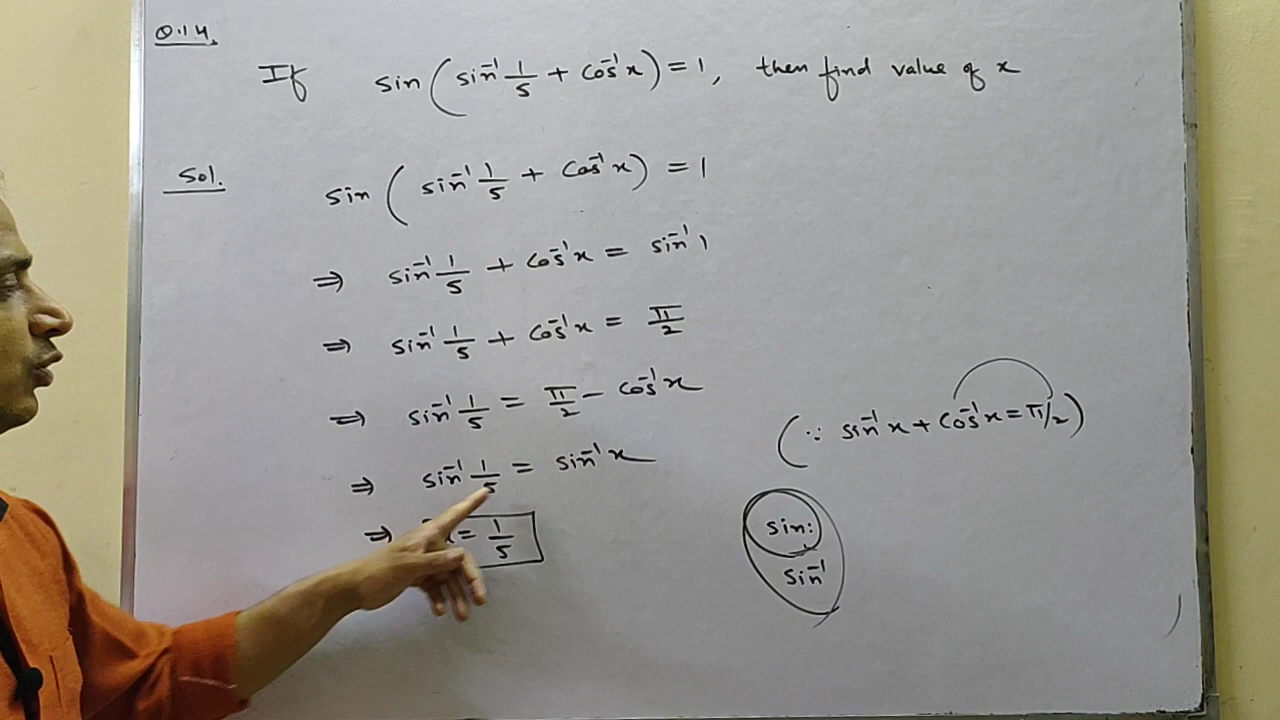 Q.14.
If sin(sin⁻¹ 1/5 + cos⁻¹ x) = 1, then find value of x
Sol. sin(sin⁻¹ 1/5 + cos⁻¹ x) = 1
⇒ sin⁻¹ 1/5 + cos⁻¹ x = sin⁻¹ 1
⇒ sin⁻¹ 1/5 + cos⁻¹ x = π/2
⇒ sin⁻¹ 1/5 = π/2 − cos⁻¹ x
(∵ sin⁻¹ x + cos⁻¹ x = π/2)
⇒ sin⁻¹ 1/5 = sin⁻¹ x
⇒ x = 1/5
sin:
sin⁻¹